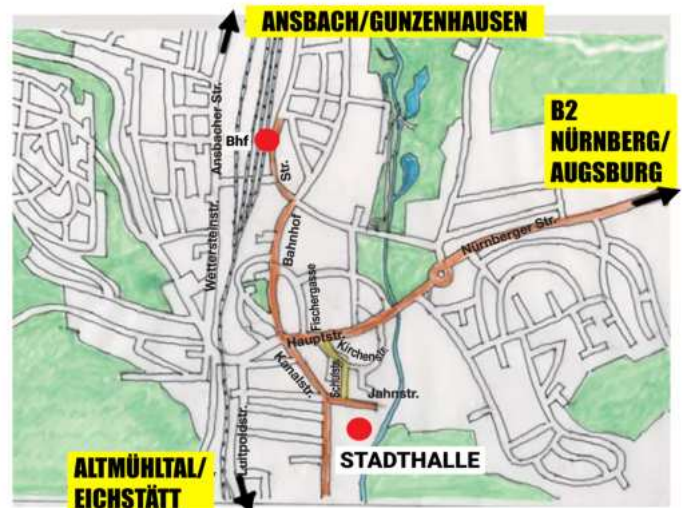 ANSBACH/GUNZENHAUSEN
B2
NÜRNBERG/
AUGSBURG
Ansbacher Str.
Bhf
Str.
Bahnhof
Wettersteinstr.
Nürnberger Str.
Fischergasse
Hauptstr.
Kirchenstr.
Schulstr.
Kanalstr.
Jahnstr.
Luitpoldstr.
STADTHALLE
ALTMÜHLTAL/
EICHSTÄTT